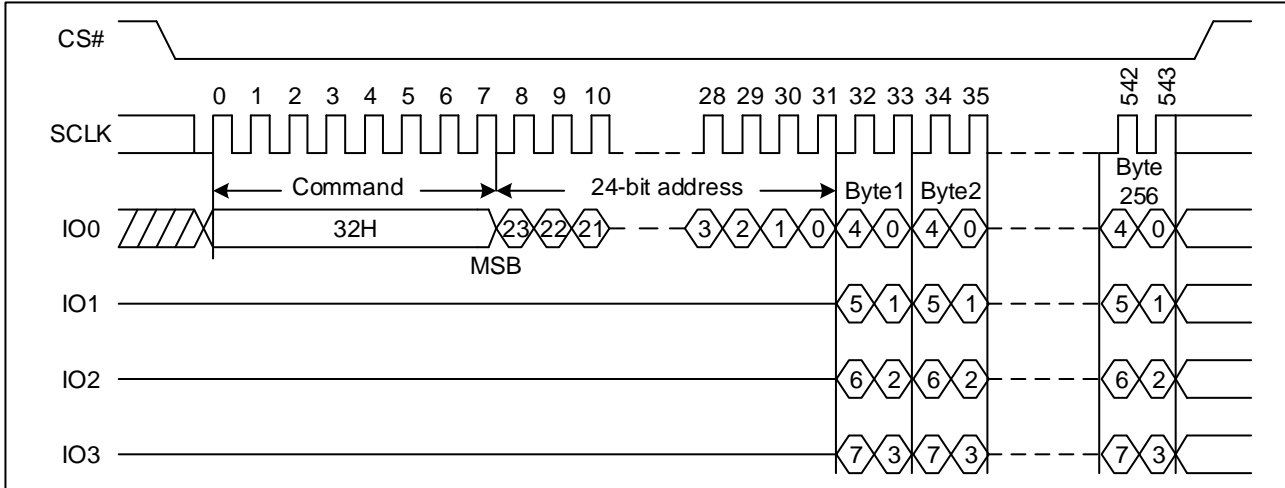 CS#
542 543
0 1 2 3 4 5 6 7 8 9 10 28 29 30 31 32 33 34 35
SCLK
Command 24-bit address Byte1 Byte2 Byte
256
IO0 32H 23 22 21 3 2 1 0 4 0 4 0 4 0
MSB
IO1 5 1 5 1 5 1
IO2 6 2 6 2 6 2
IO3 7 3 7 3 7 3